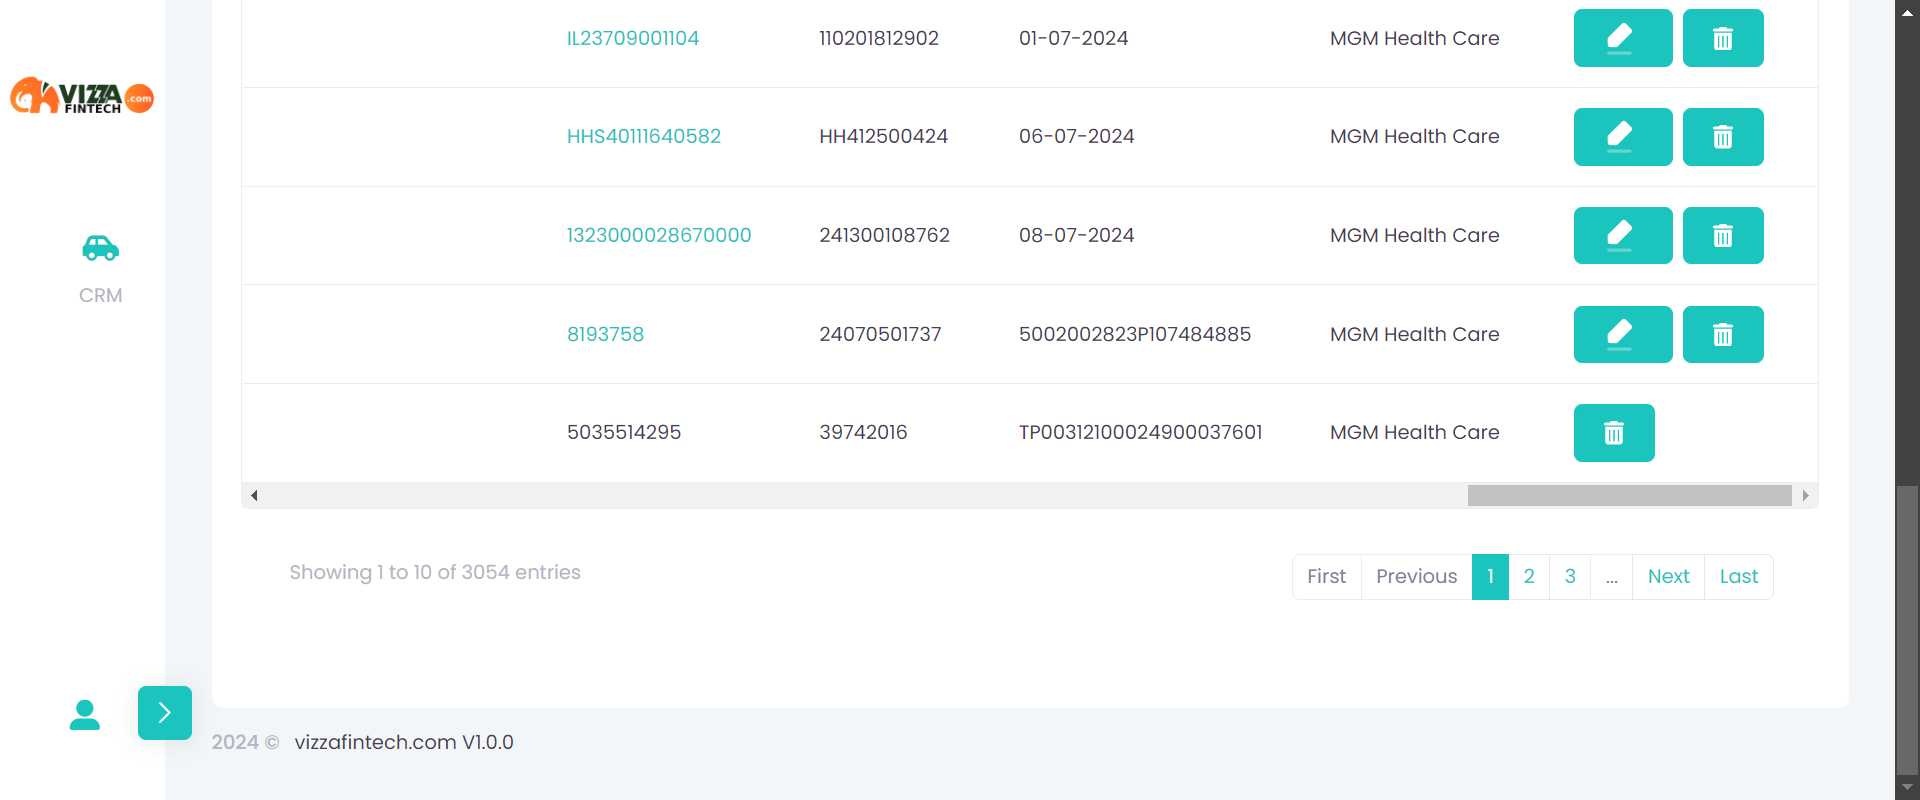 IL23709001104 110201812902 01-07-2024 MGM Health Care
VIZZA
FINTECH
.com
HHS40111640582 HH412500424 06-07-2024 MGM Health Care
1323000028670000 241300108762 08-07-2024 MGM Health Care
CRM
8193758 24070501737 5002002823P107484885 MGM Health Care
5035514295 39742016 TP00312100024900037601 MGM Health Care
Showing 1 to 10 of 3054 entries
First Previous 1 2 3 ... Next Last
2024 © vizzafintech.com V1.0.0